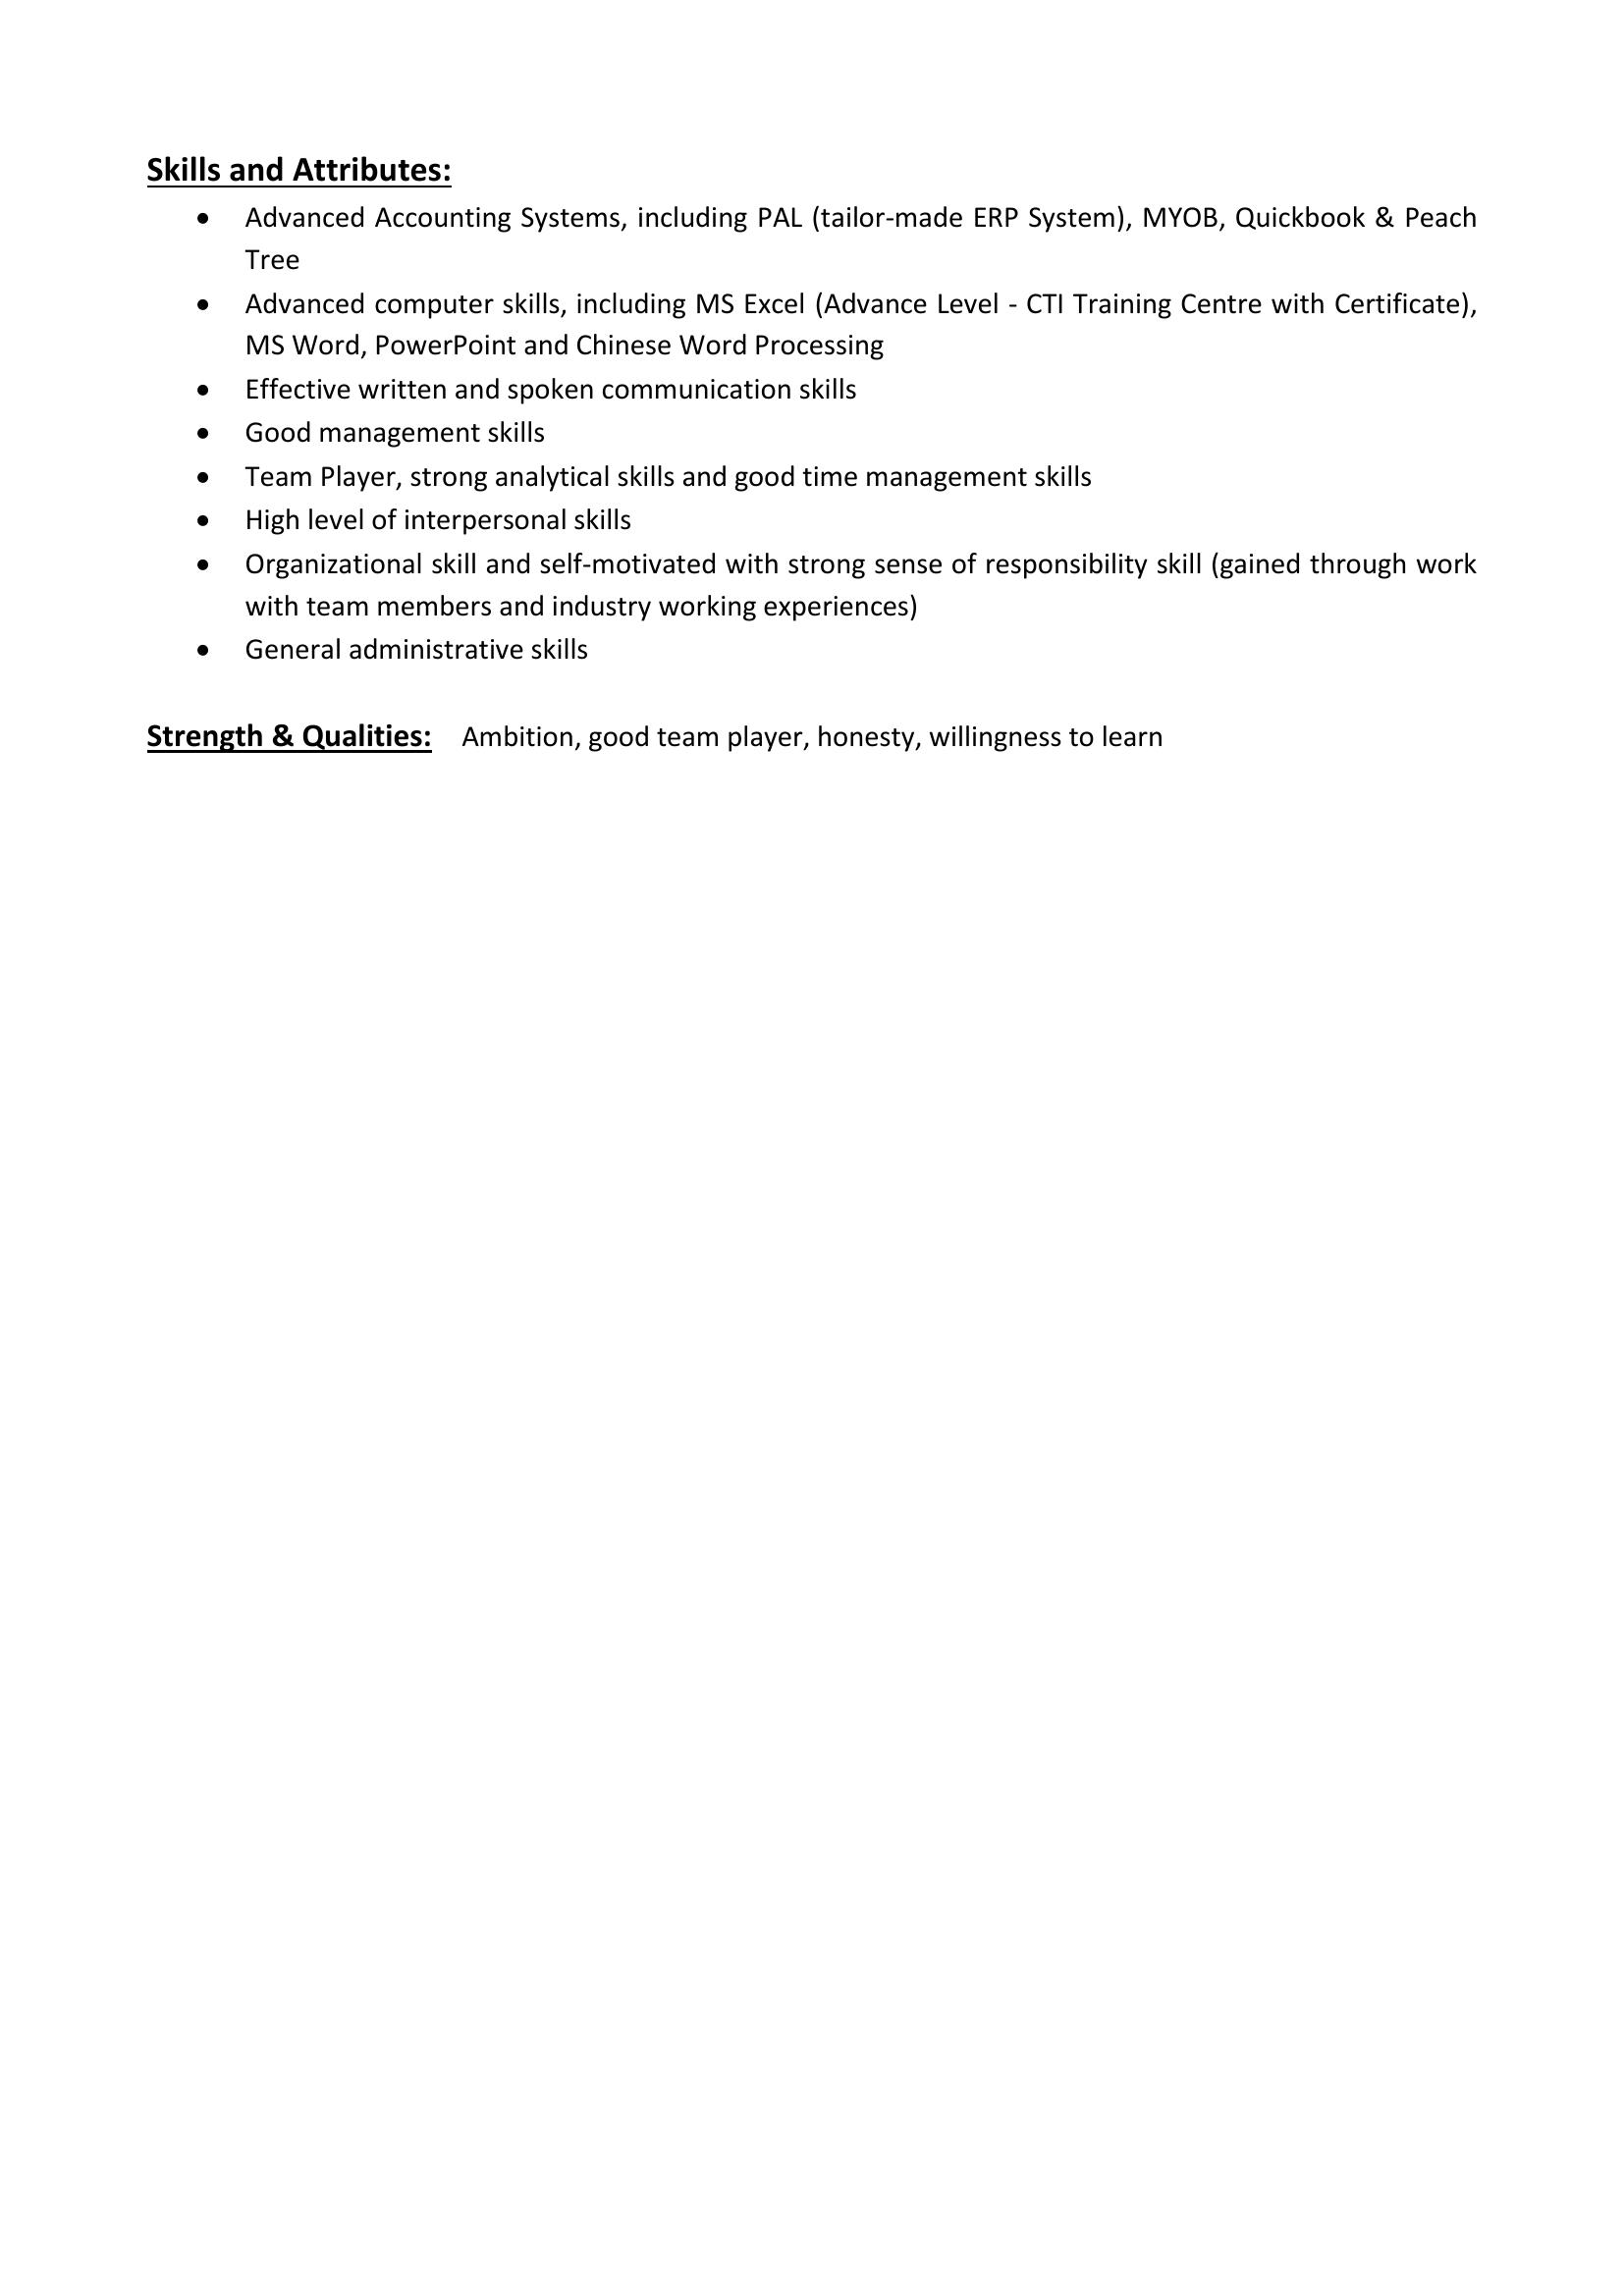 Skills and Attributes:
• Advanced Accounting Systems, including PAL (tailor-made ERP System), MYOB, Quickbook & Peach
Tree
• Advanced computer skills, including MS Excel (Advance Level - CTI Training Centre with Certificate),
MS Word, PowerPoint and Chinese Word Processing
• Effective written and spoken communication skills
• Good management skills
• Team Player, strong analytical skills and good time management skills
• High level of interpersonal skills
• Organizational skill and self-motivated with strong sense of responsibility skill (gained through work
with team members and industry working experiences)
• General administrative skills
Strength & Qualities: Ambition, good team player, honesty, willingness to learn